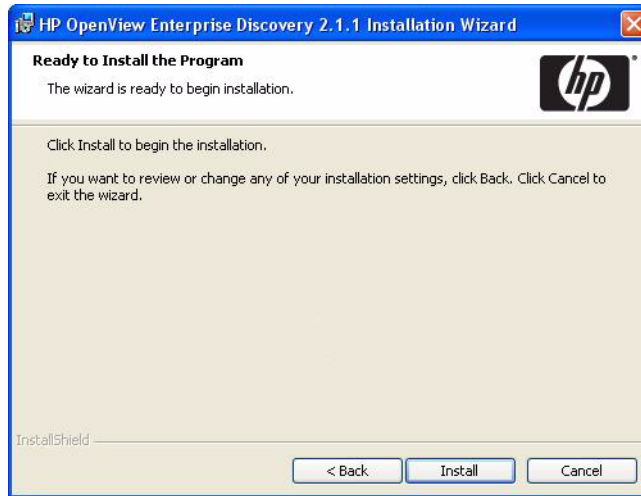 HP OpenView Enterprise Discovery 2.1.1 Installation Wizard
Ready to Install the Program
The wizard is ready to begin installation.
hp
Click Install to begin the installation.
If you want to review or change any of your installation settings, click Back. Click Cancel to
exit the wizard.
InstallShield
< Back
Install
Cancel